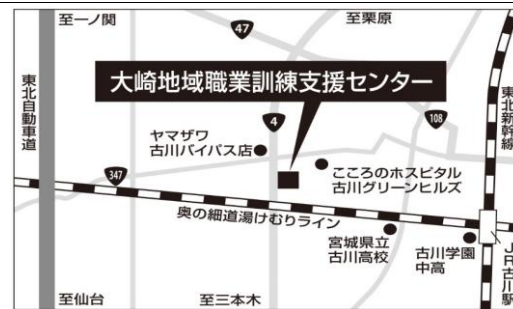 至一ノ関
47
至栗原
大崎地域職業訓練支援センター
東北自動車道
東北新幹線
4
108
ヤマザワ
古川バイパス店
こころのホスピタル
古川グリーンヒルズ
347
奥の細道湯けむりライン
宮城県立
古川高校
古川学園
中高
JR古川駅
至仙台
至三本木